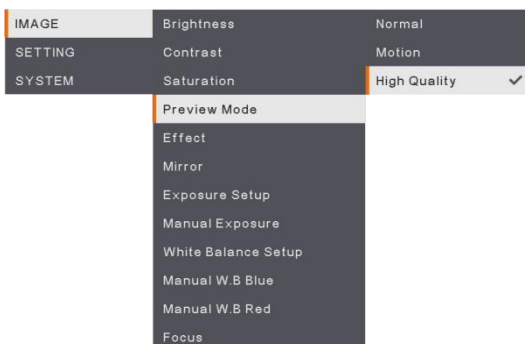 IMAGE
SETTING
SYSTEM
Brightness
Contrast
Saturation
Preview Mode
Effect
Mirror
Exposure Setup
Manual Exposure
White Balance Setup
Manual W.B Blue
Manual W.B Red
Focus
Normal
Motion
High Quality